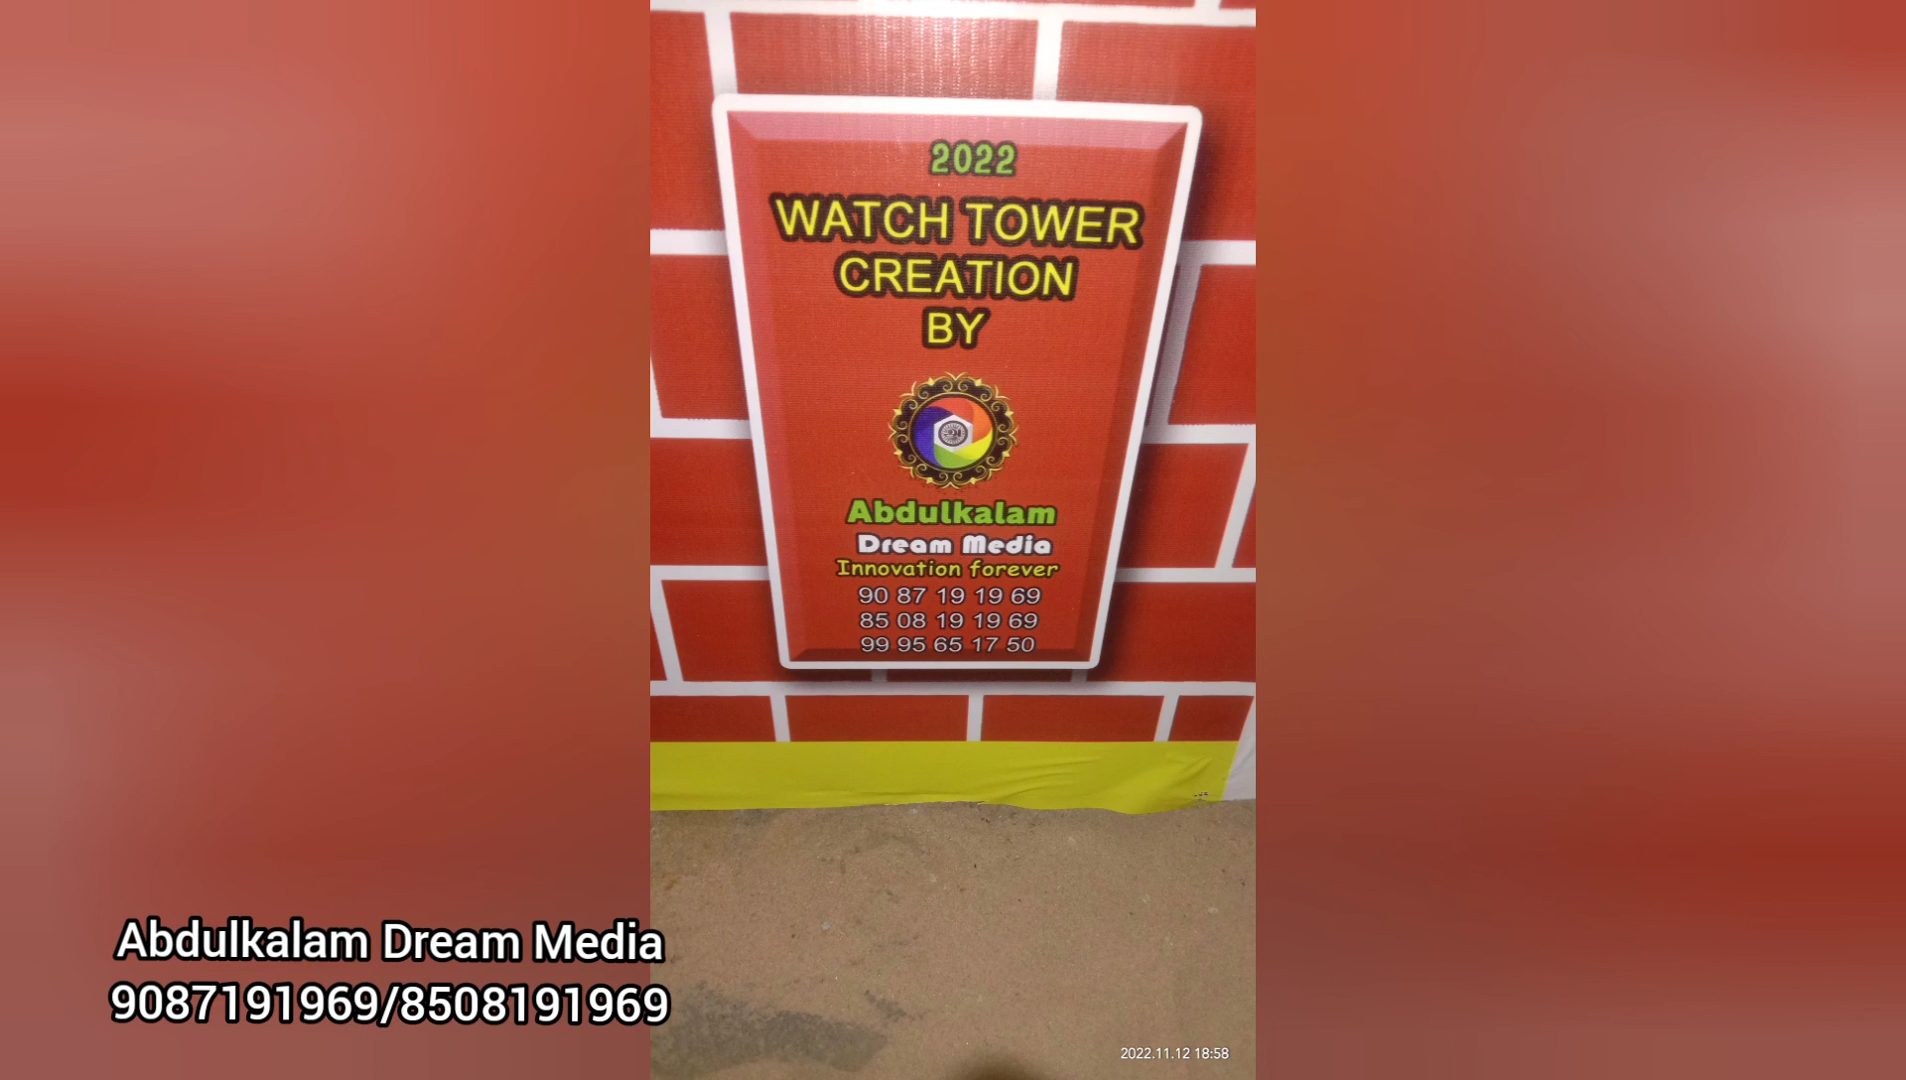 2022
WATCH TOWER
CREATION
BY
Abdulkalam
Dream Media
Innovation forever
90 87 19 19 69
85 08 19 19 69
99 95 65 17 50
Abdulkalam Dream Media
9087191969/8508191969
2022.11.12 18:58